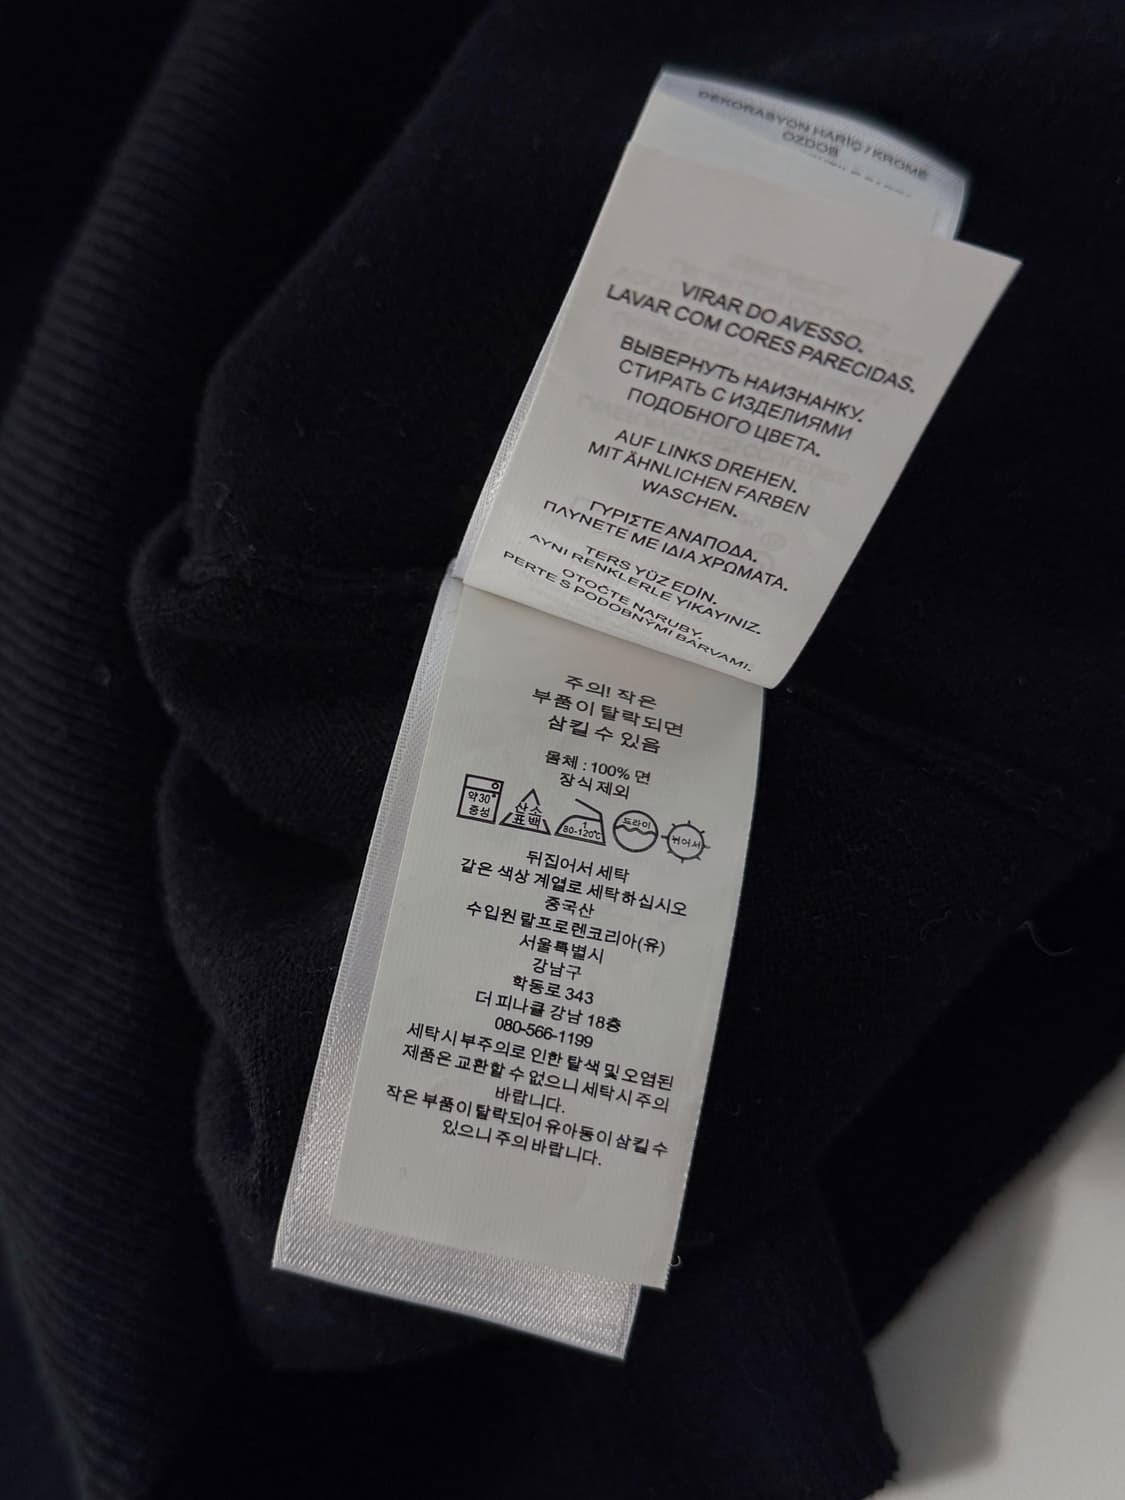 DEKORASYON HARİÇ / KROME
OZDOB
VIRAR DO AVESSO.
LAVAR COM CORES PARECIDAS.
ВЫВЕРНУТЬ НАИЗНАНКУ.
СТИРАТЬ С ИЗДЕЛИЯМИ
ПОДОБНОГО ЦВЕТА.
AUF LINKS DREHEN.
MIT ÄHNLICHEN FARBEN
WASCHEN.
ΓΥΡΙΣΤΕ ΑΝΑΠΟΔΑ.
ΠΛΥΝΕΤΕ ΜΕ ΙΔΙΑ ΧΡΩΜΑΤΑ.
TERS YÜZ EDİN.
AYNI RENKLERLE YIKAYINIZ.
OTOČTE NARUBY.
PERTE S PODOBNÝMI BARVAMI.
주의! 작은
부품이 탈락되면
삼킬 수 있음
몸체 : 100% 면
장식 제외
약30°
중성
산소
표백
1
80-120℃
드라이
뉘어서
뒤집어서 세탁
같은 색상 계열로 세탁하십시오
중국산
수입원 랄프로렌코리아(유)
서울특별시
강남구
학동로 343
더 피나클 강남 18층
080-566-1199
세탁시 부주의로 인한 탈색 및 오염된
제품은 교환할 수 없으니 세탁시 주의
바랍니다.
작은 부품이 탈락되어 유아동이 삼킬 수
있으니 주의 바랍니다.